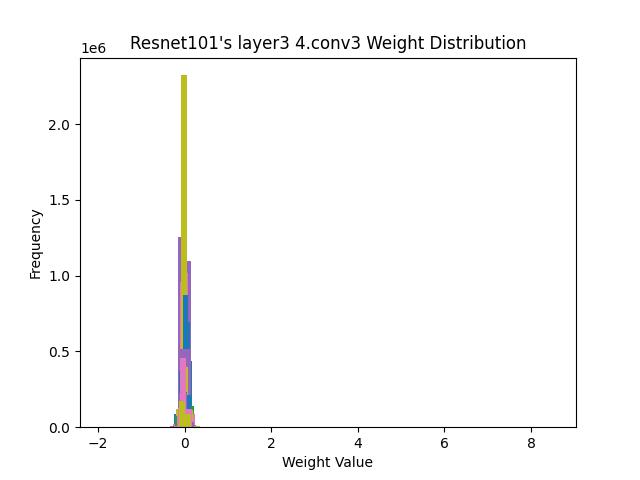 Resnet101's layer3 4.conv3 Weight Distribution
1e6
2.0
1.5
1.0
0.5
0.0
Frequency
−2 0 2 4 6 8
Weight Value